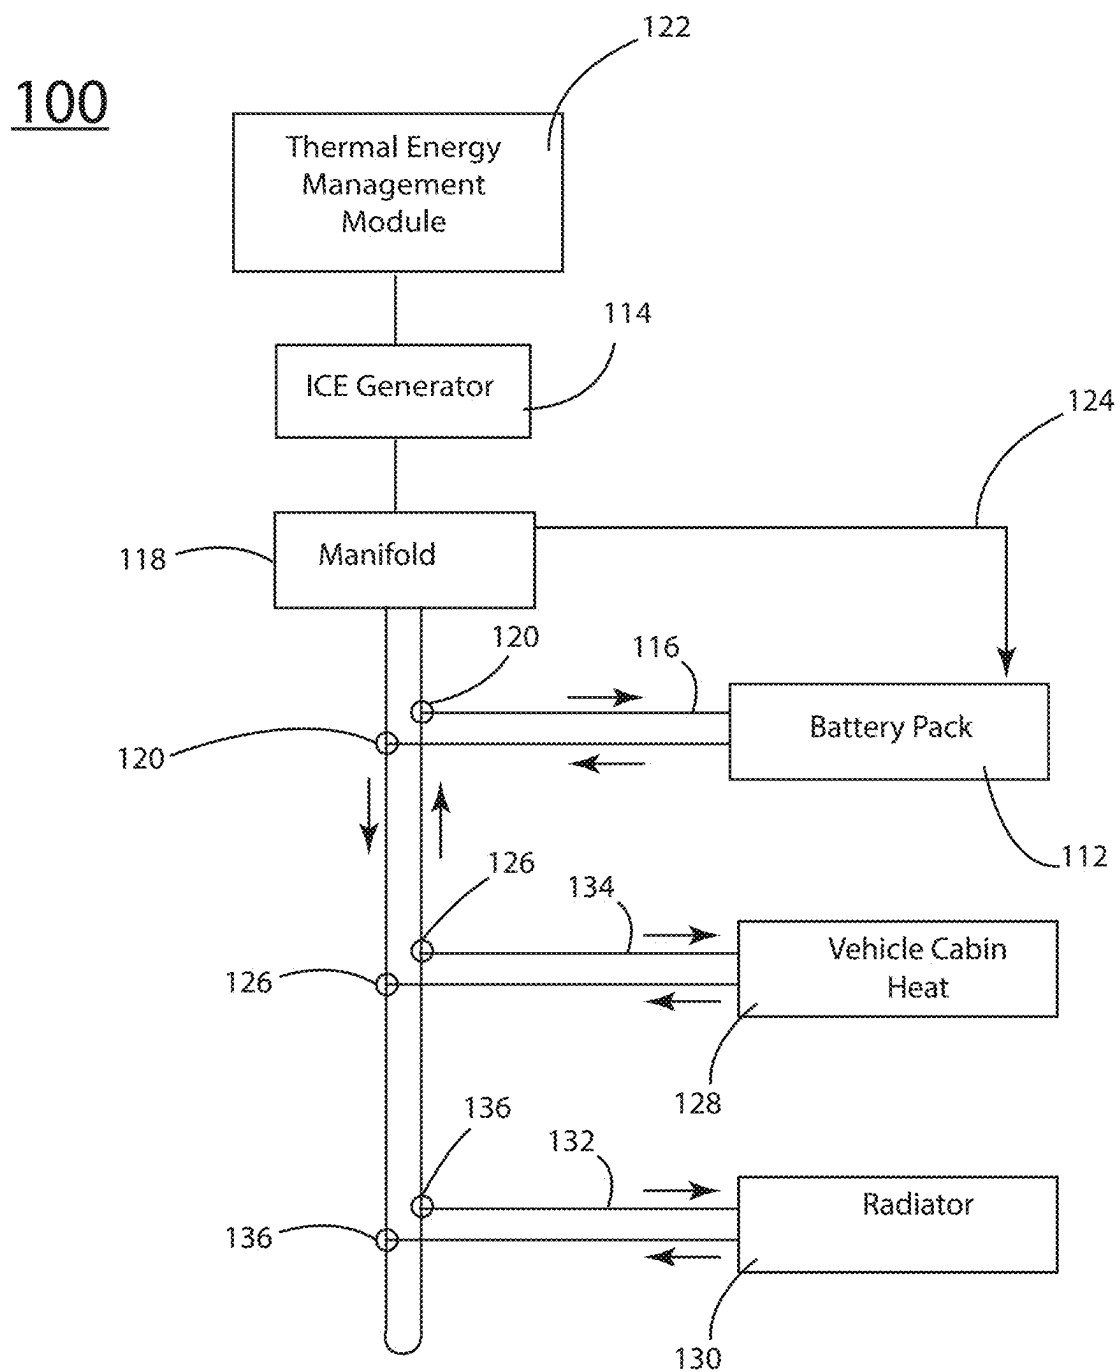 122
100
Thermal Energy
Management
Module
114
ICE Generator
124
118
Manifold
120
116
120
Battery Pack
112
126
134
126
Vehicle Cabin
Heat
128
136
132
136
Radiator
130